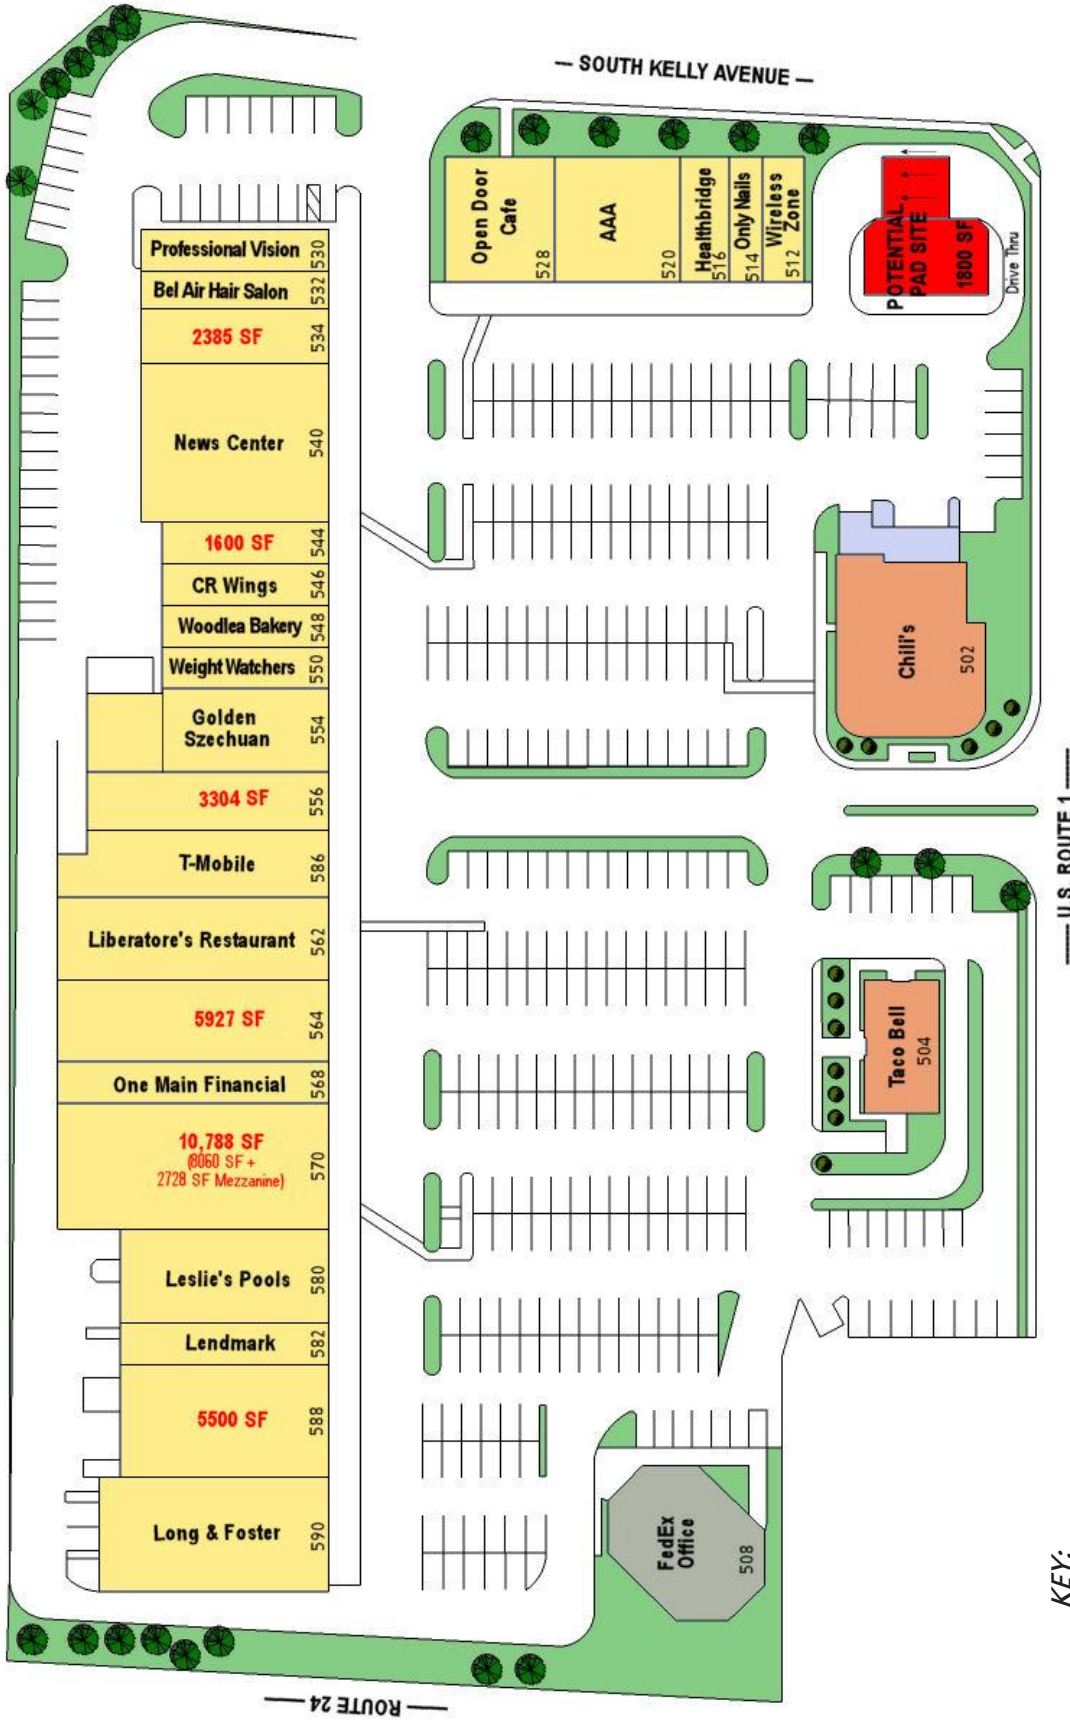 — SOUTH KELLY AVENUE —
Professional Vision
530
Bel Air Hair Salon
532
2385 SF
534
News Center
540
1600 SF
544
CR Wings
546
Woodlea Bakery
548
Weight Watchers
550
Golden
Szechuan
554
3304 SF
556
T-Mobile
586
Liberatore's Restaurant
562
5927 SF
564
One Main Financial
568
10,788 SF
(8060 SF +
2728 SF Mezzanine)
570
Leslie's Pools
580
Lendmark
582
5500 SF
588
Long & Foster
590
Open Door
Cafe
528
AAA
520
Healthbridge
516
Only Nails
514
Wireless
Zone
512
POTENTIAL
PAD SITE
1800 SF
Drive Thru
Chili's
502
Taco Bell
504
FedEx
Office
508
—— U.S. ROUTE 1 ——
—— ROUTE 24 ——
KEY: